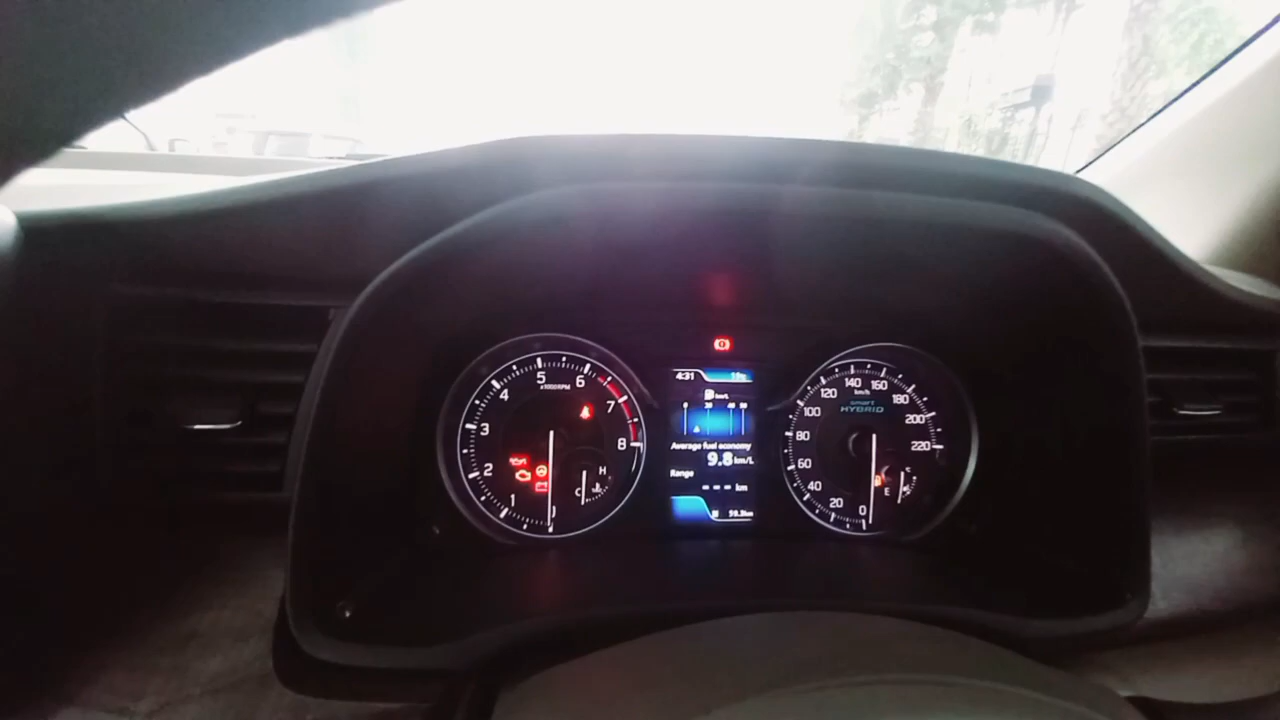 1
2
3
4
5
6
7
8
x1000RPM
C
H
4:31
km/L
Average fuel economy
9.8 km/L
Range
--- km
0
20
40
60
80
100
120
140
160
180
200
220
km/h
smart
HYBRID
E